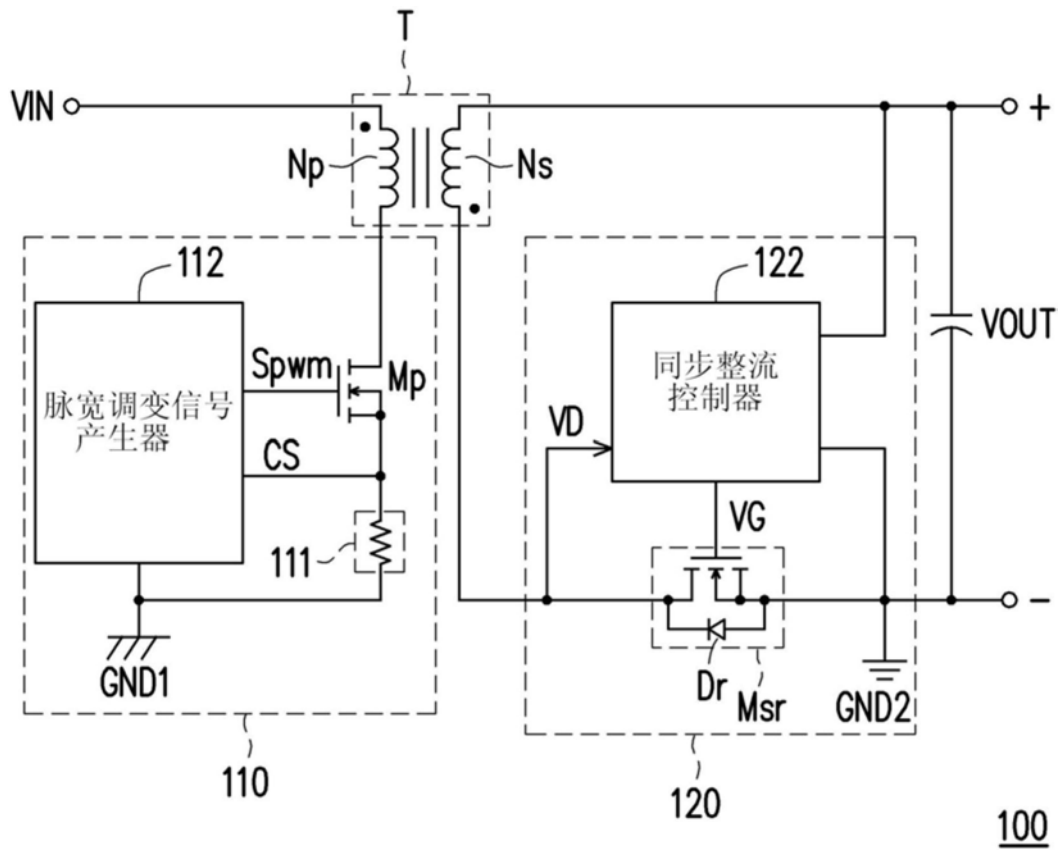 T
VIN
+
Np
Ns
112
122
Spwm
Mp
脉宽调变信号
产生器
CS
同步整流
控制器
VOUT
VD
VG
111
-
GND1
Dr
Msr
GND2
110
120
100